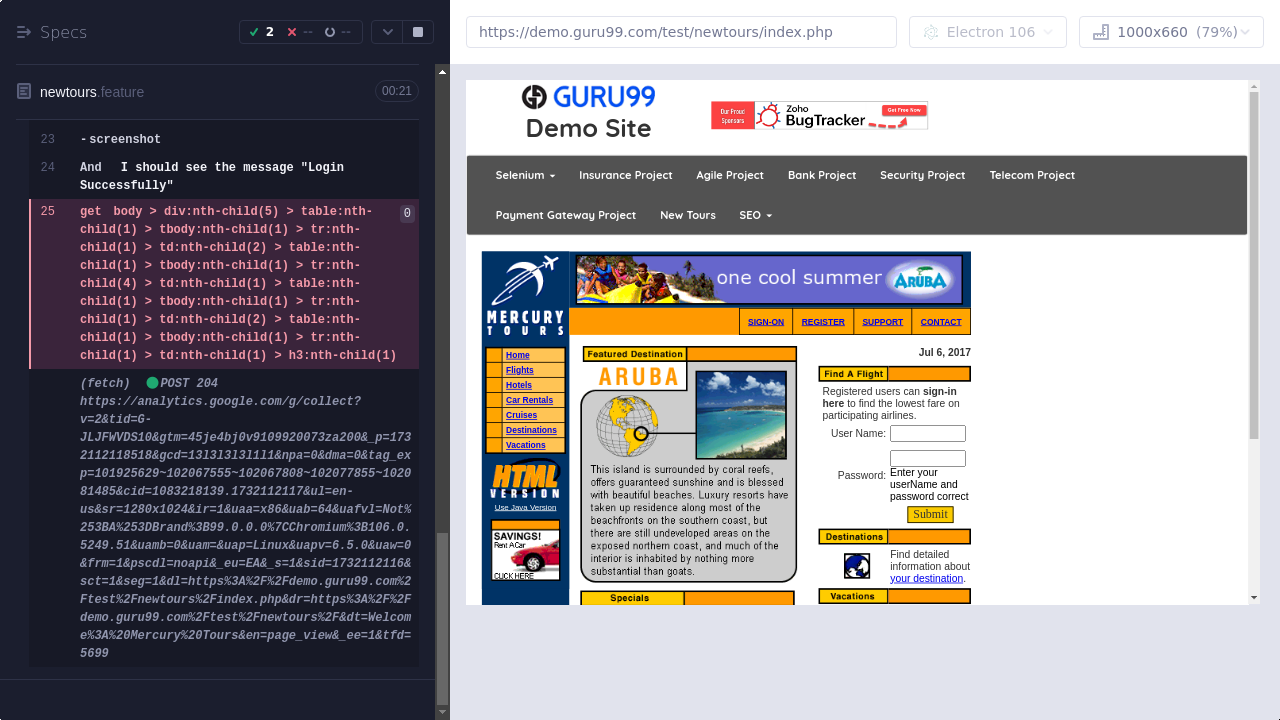 Specs
2
--
--
https://demo.guru99.com/test/newtours/index.php
Electron 106
1000x660 (79%)
newtours.feature
00:21
23 -screenshot
24 And I should see the message "Login
Successfully"
25 get body > div:nth-child(5) > table:nth-
child(1) > tbody:nth-child(1) > tr:nth-
child(1) > td:nth-child(2) > table:nth-
child(4) > td:nth-child(1) > table:nth-
child(1) > tbody:nth-child(1) > tr:nth-
child(1) > td:nth-child(2) > table:nth-
child(1) > tbody:nth-child(1) > tr:nth-
child(1) > td:nth-child(1) > h3:nth-child(1)
0
(fetch) POST 204
https://analytics.google.com/g/collect?
v=2&tid=G-
JLJFWVDS10&gtm=45je4bj0v9109920073za200&_p=173
2112118518&gcd=13l3l3l3l1l1&npa=0&dma=0&tag_ex
p=101925629~102067555~102067808~102077855~1020
81485&cid=1083218139.1732112117&ul=en-
us&sr=1280x1024&ir=1&uaa=x86&uab=64&uafvl=Not%
253BA%253DBrand%3B99.0.0.0%7CChromium%3B106.0.
5249.51&uamb=0&uam=&uap=Linux&uapv=6.5.0&uaw=0
&frm=1&pscdl=noapi&_eu=EA&_s=1&sid=1732112116&
sct=1&seg=1&dl=https%3A%2F%2Fdemo.guru99.com%2
Ftest%2Fnewtours%2Findex.php&dr=https%3A%2F%2F
demo.guru99.com%2Ftest%2Fnewtours%2F&dt=Welcom
e%3A%20Mercury%20Tours&en=page_view&_ee=1&tfd=
5699
GURU99
Demo Site
Our Proud
Sponsors
Zoho
BugTracker
Get Free Now
Selenium
Insurance Project
Agile Project
Bank Project
Security Project
Telecom Project
Payment Gateway Project
New Tours
SEO
MERCURY
TOURS
one cool summer
ARUBA
SIGN-ON
REGISTER
SUPPORT
CONTACT
Home
Flights
Hotels
Car Rentals
Cruises
Destinations
Vacations
HTML
VERSION
Use Java Version
SAVINGS!
Rent A Car
CLICK HERE
Featured Destination
ARUBA
This island is surrounded by coral reefs,
offers guaranteed sunshine and is blessed
with beautiful beaches. Luxury resorts have
taken up residence along most of the
beachfronts on the southern coast, but
there are still undeveloped areas on the
exposed northern coast, and much of the
interior is inhabited by nothing more
substantial than goats.
Specials
Jul 6, 2017
Find A Flight
Registered users can sign-in
here to find the lowest fare on
participating airlines.
User Name:
Password:
Enter your
userName and
password correct
Submit
Destinations
Find detailed
information about
your destination.
Vacations